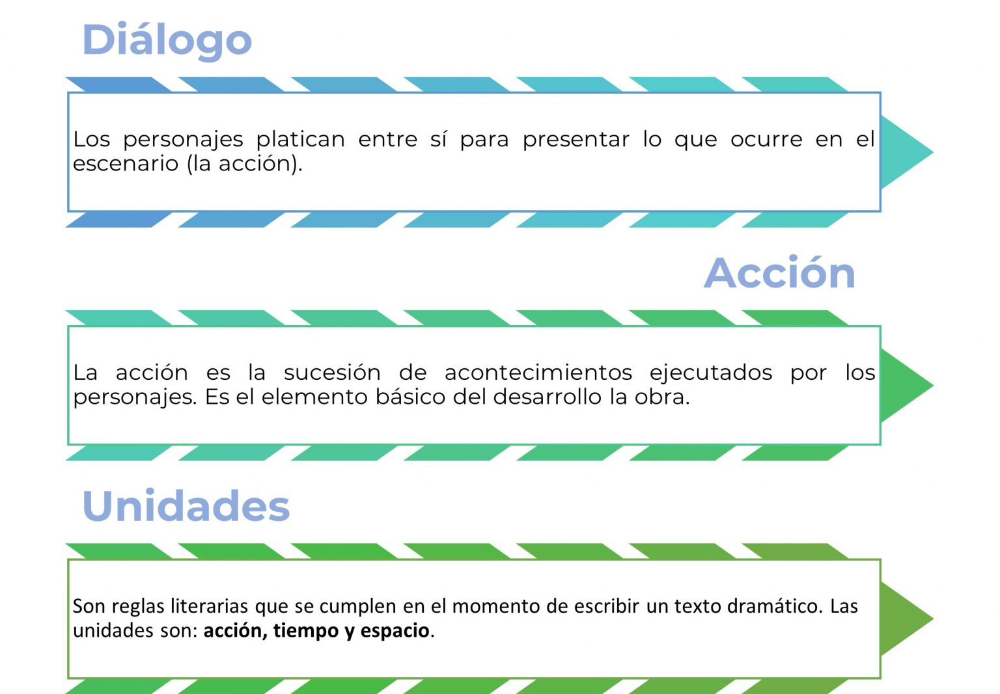 Diálogo
Los personajes platican entre sí para presentar lo que ocurre en el
escenario (la acción).
Acción
La acción es la sucesión de acontecimientos ejecutados por los
personajes. Es el elemento básico del desarrollo la obra.
Unidades
Son reglas literarias que se cumplen en el momento de escribir un texto dramático. Las
unidades son: acción, tiempo y espacio.